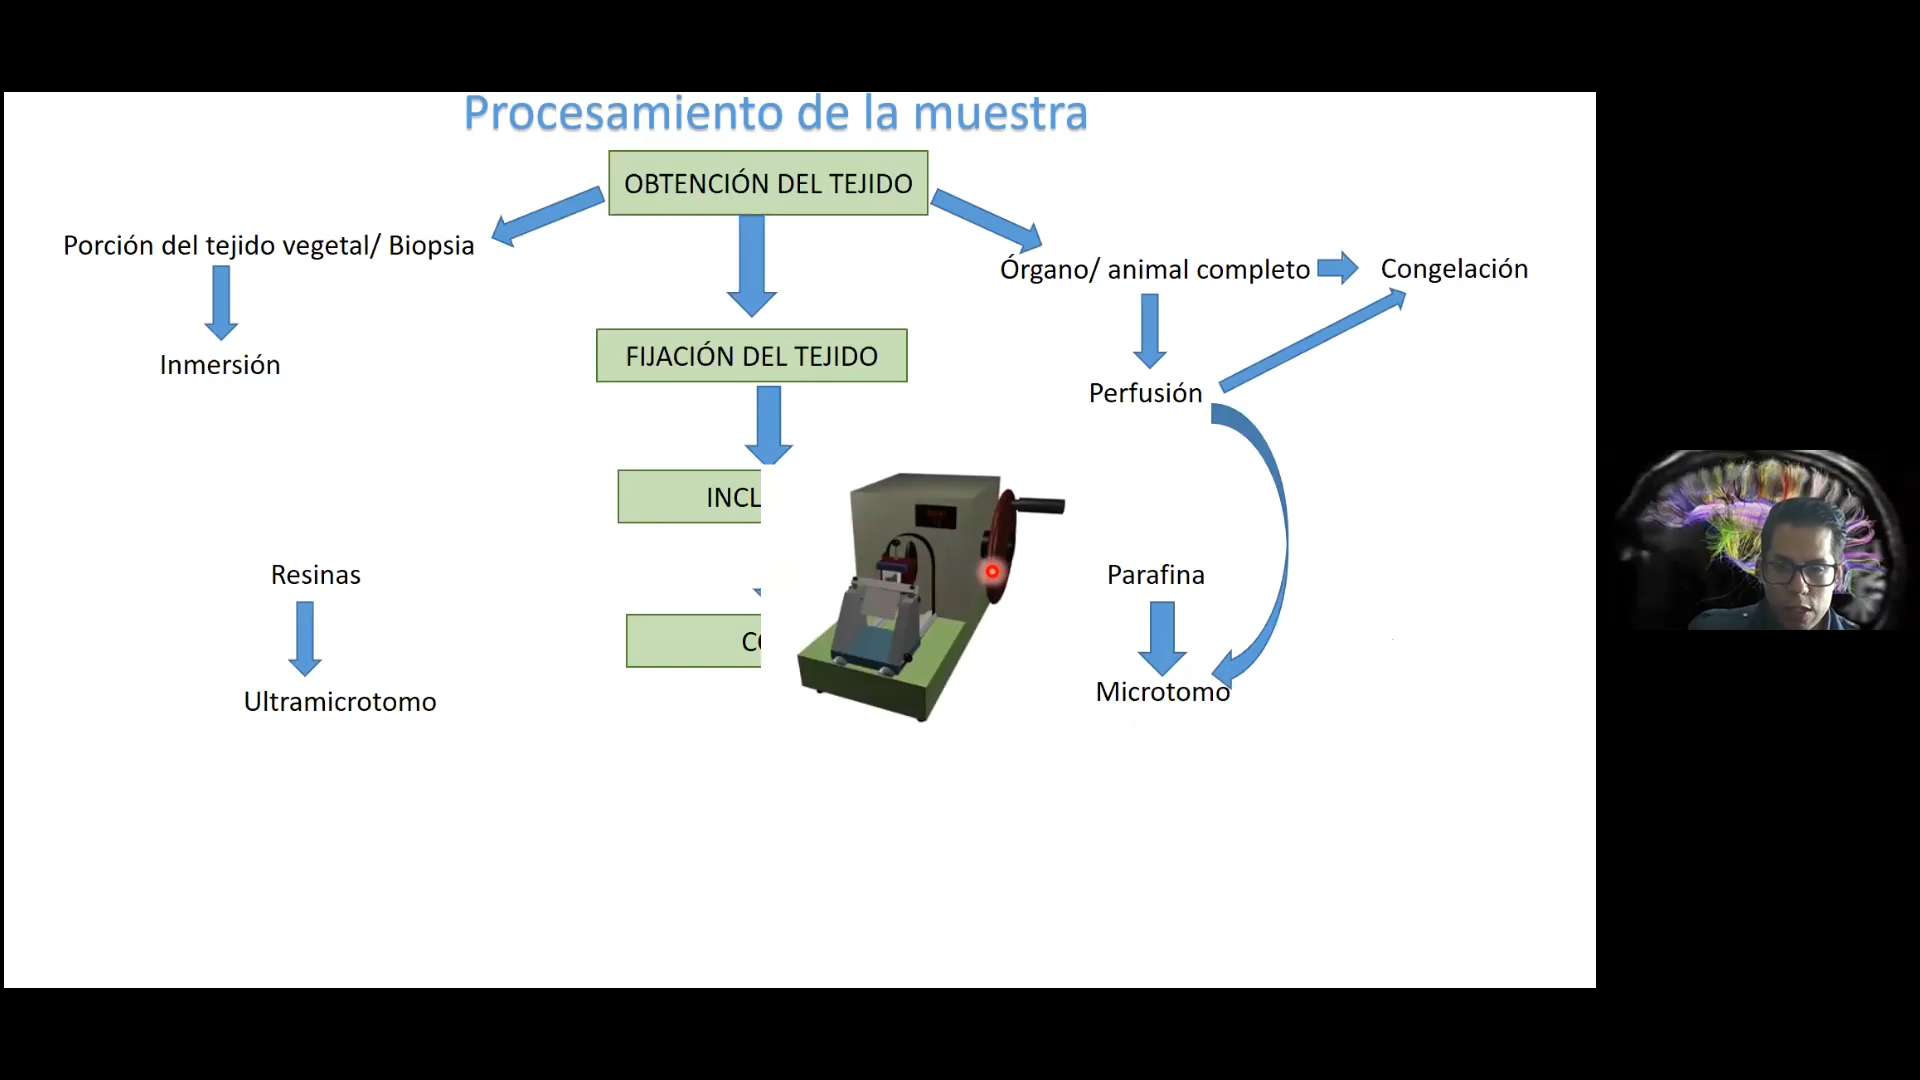 Procesamiento de la muestra
OBTENCIÓN DEL TEJIDO
Porción del tejido vegetal/ Biopsia
Órgano/ animal completo
Congelación
FIJACIÓN DEL TEJIDO
Inmersión
Perfusión
INCL
Resinas
Parafina
CO
Ultramicrotomo
Microtomo